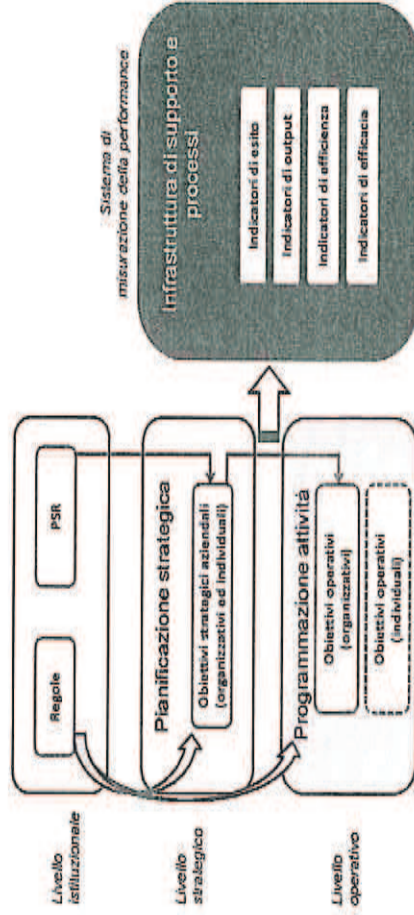 Livello
istituzionale
Regole
PSR
Livello
strategico
Pianificazione strategica
Obiettivi strategici aziendali
(organizzativi ed individuali)
Livello
operativo
Programmazione attività
Obiettivi operativi
(organizzativi)
Obiettivi operativi
(individuali)
Sistema di
misurazione della performance
Infrastruttura di supporto e
processi
Indicatori di esito
Indicatori di output
Indicatori di efficienza
Indicatori di efficacia